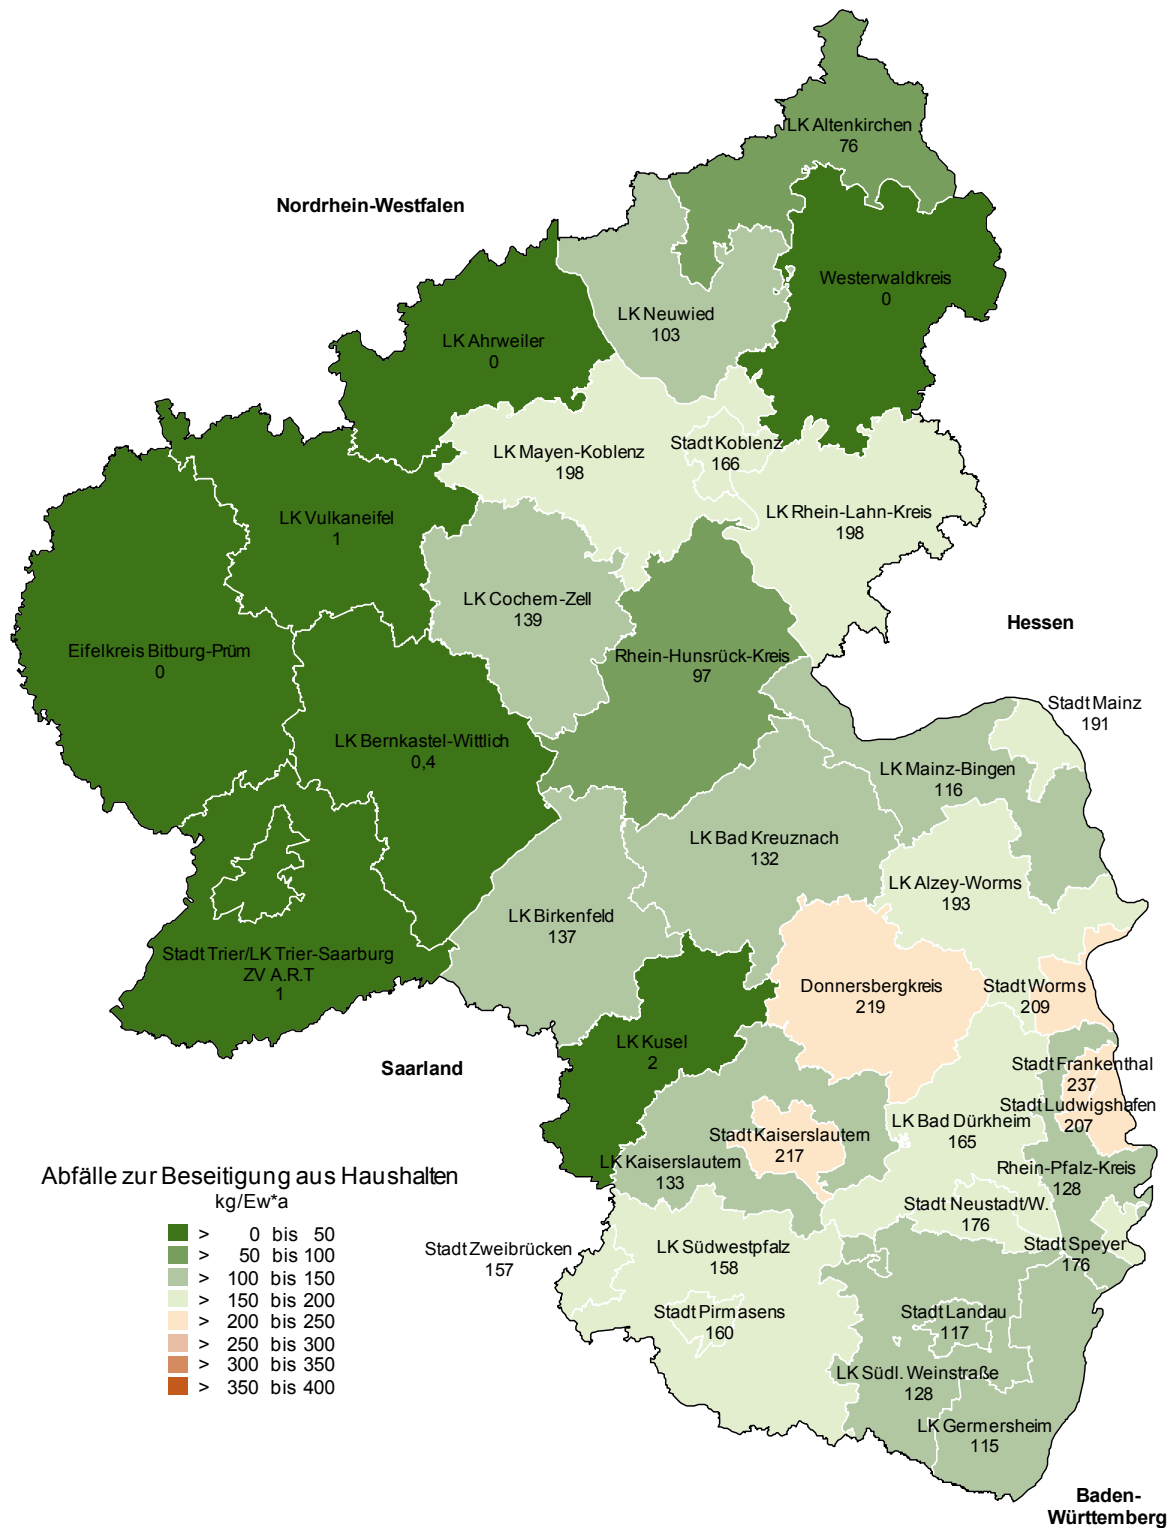 LK Altenkirchen
76
Nordrhein-Westfalen
Westerwaldkreis
0
LK Neuwied
103
LK Ahrweiler
0
Stadt Koblenz
166
LK Mayen-Koblenz
198
LK Rhein-Lahn-Kreis
198
LK Vulkaneifel
1
LK Cochem-Zell
139
Hessen
Eifelkreis Bitburg-Prüm
0
Rhein-Hunsrück-Kreis
97
Stadt Mainz
191
LK Bernkastel-Wittlich
0,4
LK Mainz-Bingen
116
LK Bad Kreuznach
132
LK Alzey-Worms
193
LK Birkenfeld
137
Stadt Trier/LK Trier-Saarburg
ZV A.R.T
1
Donnersbergkreis
219
Stadt Worms
209
LK Kusel
2
Saarland
Stadt Frankenthal
237
Stadt Ludwigshafen
207
LK Bad Dürkheim
165
Stadt Kaiserslautern
217
LK Kaiserslautern
133
Rhein-Pfalz-Kreis
128
Stadt Neustadt/W.
176
Stadt Speyer
176
Stadt Zweibrücken
157
LK Südwestpfalz
158
Stadt Pirmasens
160
Stadt Landau
117
LK Südl. Weinstraße
128
LK Germersheim
115
Baden-
Württemberg
Abfälle zur Beseitigung aus Haushalten
kg/Ew*a
> 0 bis 50
> 50 bis 100
> 100 bis 150
> 150 bis 200
> 200 bis 250
> 250 bis 300
> 300 bis 350
> 350 bis 400